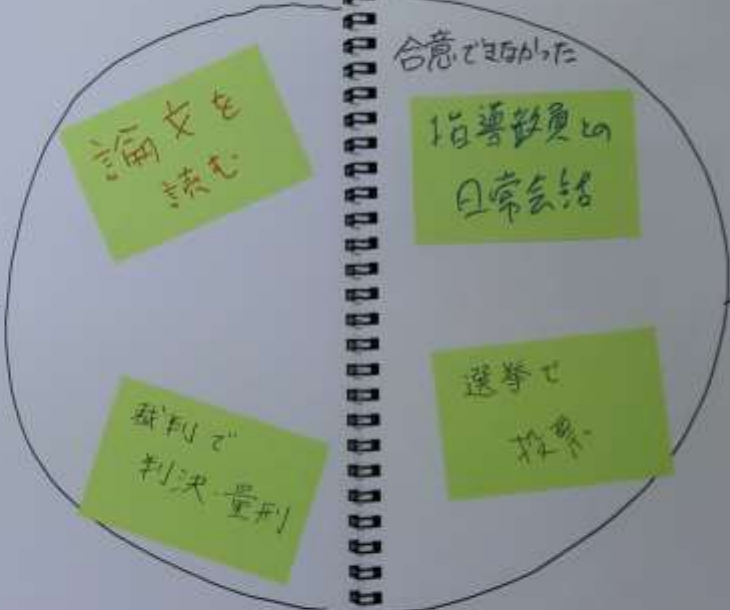 合意できなかった
論文を
読む
指導教員との
日常会話
裁判で
判決・量刑
選挙で
投票